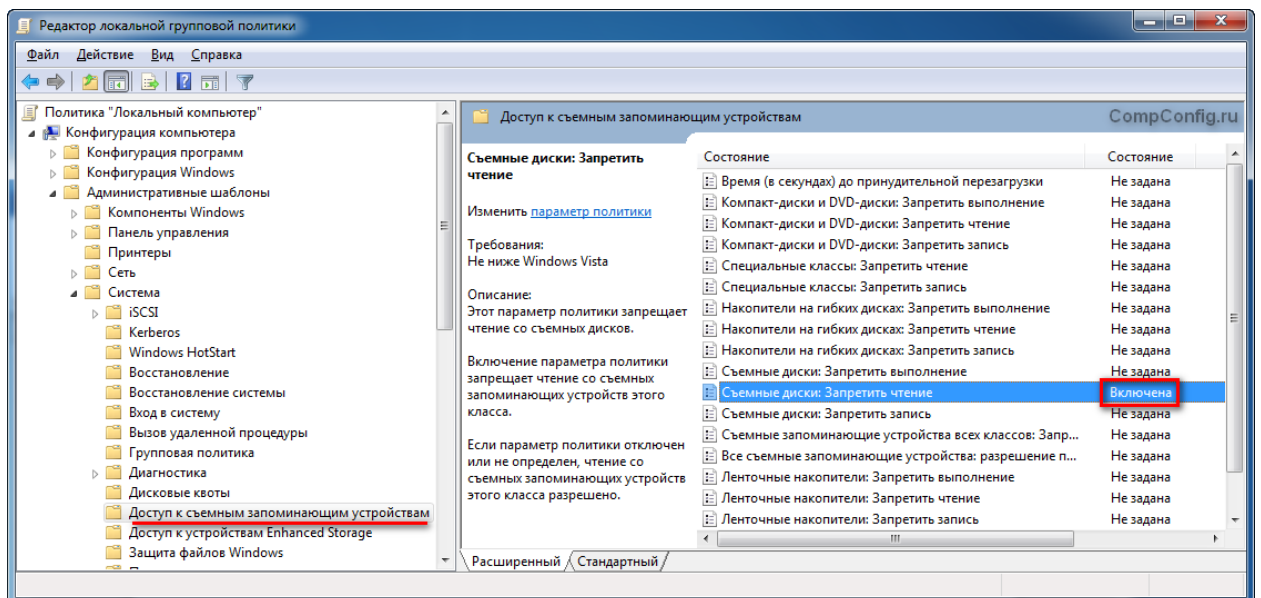 Редактор локальной групповой политики
Файл Действие Вид Справка
Политика "Локальный компьютер"
Конфигурация компьютера
Конфигурация программ
Конфигурация Windows
Административные шаблоны
Компоненты Windows
Панель управления
Принтеры
Сеть
Система
iSCSI
Kerberos
Windows HotStart
Восстановление
Восстановление системы
Вход в систему
Вызов удаленной процедуры
Групповая политика
Диагностика
Дисковые квоты
Доступ к съемным запоминающим устройствам
Доступ к устройствам Enhanced Storage
Защита файлов Windows
Доступ к съемным запоминающим устройствам
CompConfig.ru
Съемные диски: Запретить
чтение
Изменить параметр политики
Требования:
Не ниже Windows Vista
Описание:
Этот параметр политики запрещает
чтение со съемных дисков.
Включение параметра политики
запрещает чтение со съемных
запоминающих устройств этого
класса.
Если параметр политики отключен
или не определен, чтение со
съемных запоминающих устройств
этого класса разрешено.
Состояние Состояние
Время (в секундах) до принудительной перезагрузки Не задана
Компакт-диски и DVD-диски: Запретить выполнение Не задана
Компакт-диски и DVD-диски: Запретить чтение Не задана
Компакт-диски и DVD-диски: Запретить запись Не задана
Специальные классы: Запретить чтение Не задана
Специальные классы: Запретить запись Не задана
Накопители на гибких дисках: Запретить выполнение Не задана
Накопители на гибких дисках: Запретить чтение Не задана
Накопители на гибких дисках: Запретить запись Не задана
Съемные диски: Запретить выполнение Не задана
Съемные диски: Запретить чтение Включена
Съемные диски: Запретить запись Не задана
Съемные запоминающие устройства всех классов: Запр... Не задана
Все съемные запоминающие устройства: разрешение п... Не задана
Ленточные накопители: Запретить выполнение Не задана
Ленточные накопители: Запретить чтение Не задана
Ленточные накопители: Запретить запись Не задана
Расширенный Стандартный